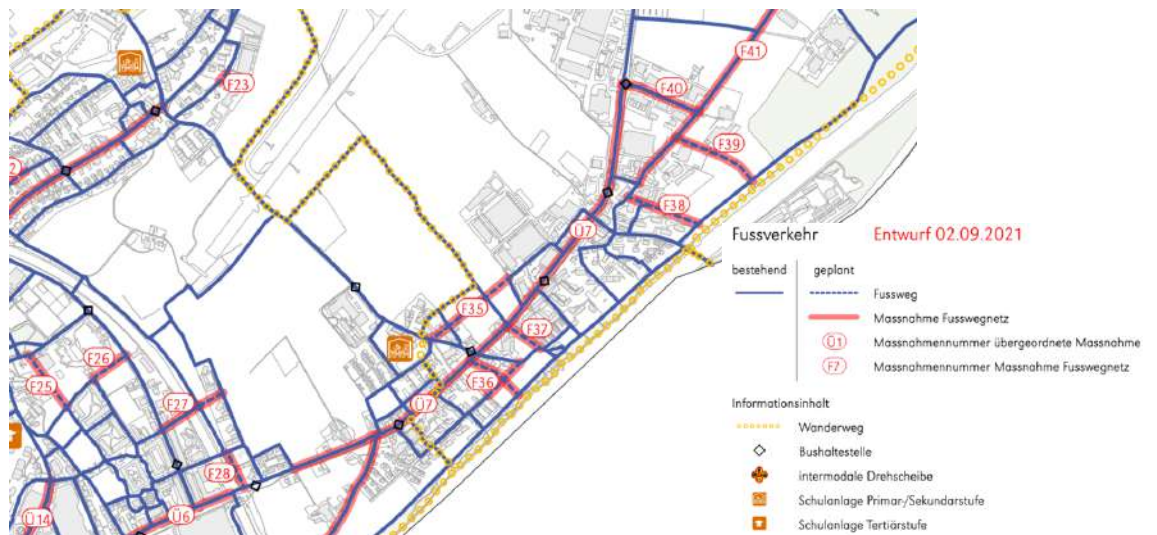 F41
F23
F40
F39
2
F38
Ü7
Fussverkehr Entwurf 02.09.2021
bestehend geplant
F35
Fussweg
F37
Massnahme Fusswegnetz
Ü1 Massnahmennummer übergeordnete Massnahme
F26
F7 Massnahmennummer Massnahme Fusswegnetz
F25
F36
F27
Ü7
Informationsinhalt
Wanderweg
Bushaltestelle
F28
intermodale Drehscheibe
Schulanlage Primar-/Sekundarstufe
Ü14
Ü6
Schulanlage Tertiärstufe